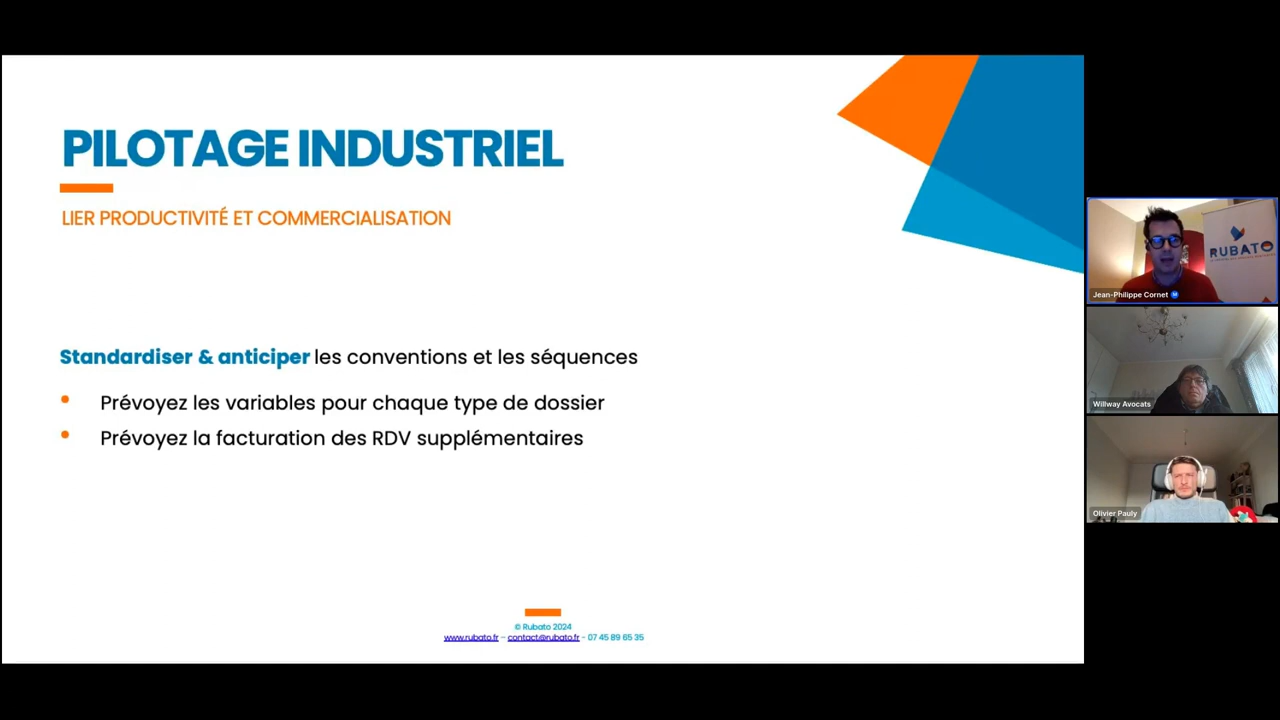 PILOTAGE INDUSTRIEL
LIER PRODUCTIVITÉ ET COMMERCIALISATION
Standardiser & anticiper les conventions et les séquences
• Prévoyez les variables pour chaque type de dossier
• Prévoyez la facturation des RDV supplémentaires
© Rubato 2024
www.rubato.fr - contact@rubato.fr - 07 45 89 65 35
RUBATO
Jean-Philippe Cornet
Willway Avocats
Olivier Pauly